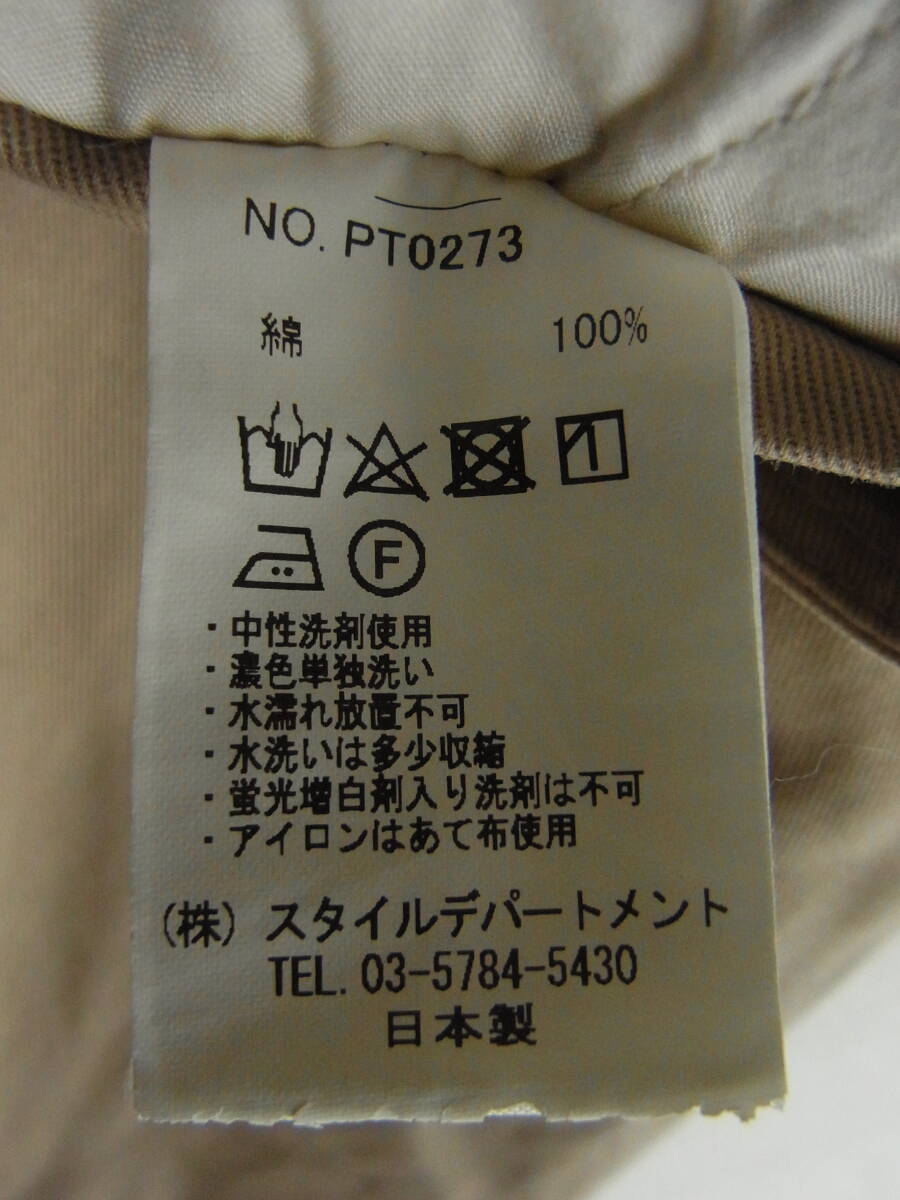 NO. PT0273
綿 100%
F
・中性洗剤使用
・濃色単独洗い
・水濡れ放置不可
・水洗いは多少収縮
・蛍光増白剤入り洗剤は不可
・アイロンはあて布使用
(株) スタイルデパートメント
TEL. 03-5784-5430
日本製